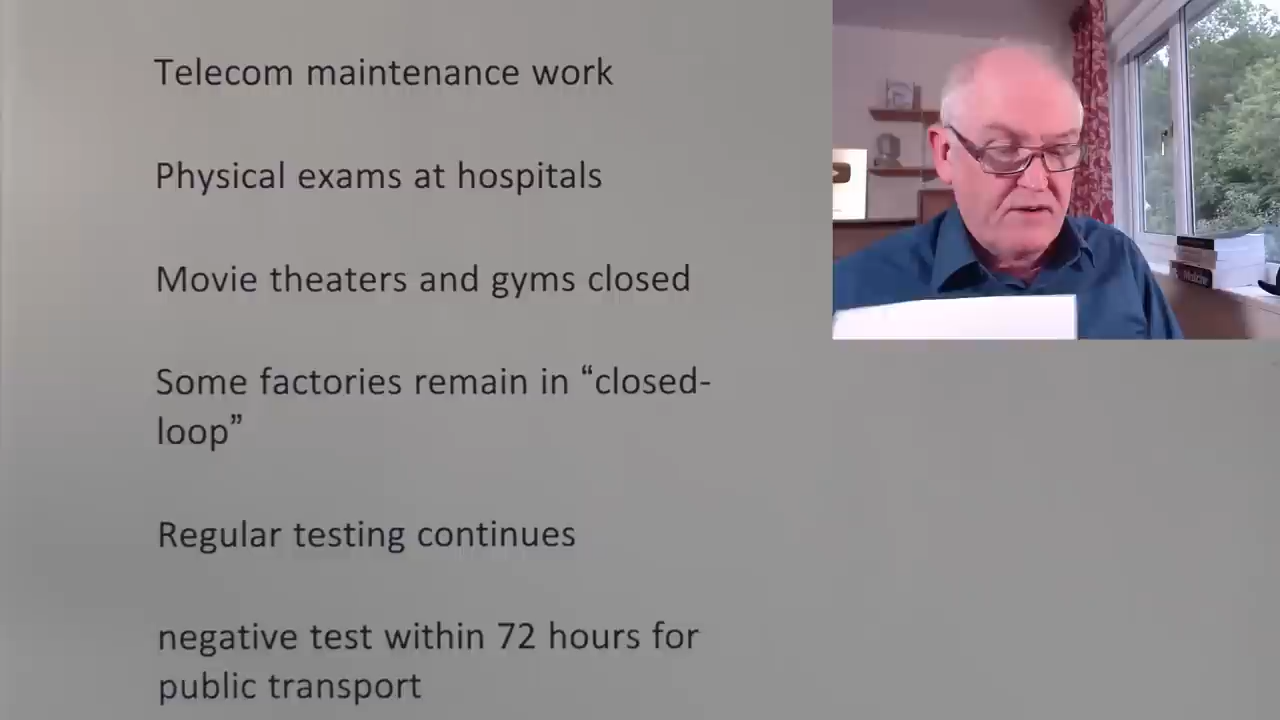 Telecom maintenance work
Physical exams at hospitals
Movie theaters and gyms closed
Some factories remain in “closed-
loop”
Regular testing continues
negative test within 72 hours for
public transport